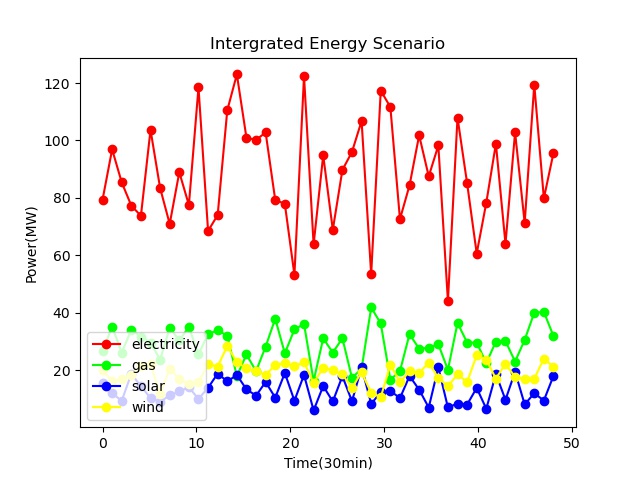 Intergrated Energy Scenario
Power(MW)
120
100
80
60
40
20
electricity
gas
solar
wind
0 10 20 30 40 50
Time(30min)